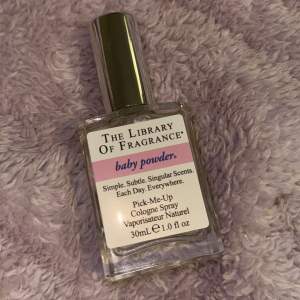 The Library
Of Fragrance®
baby powder.
Simple. Subtle. Singular Scents.
Each Day. Everywhere.
Pick-Me-Up
Cologne Spray
Vaporisateur Naturel
30mL ℮ 1.0 fl oz